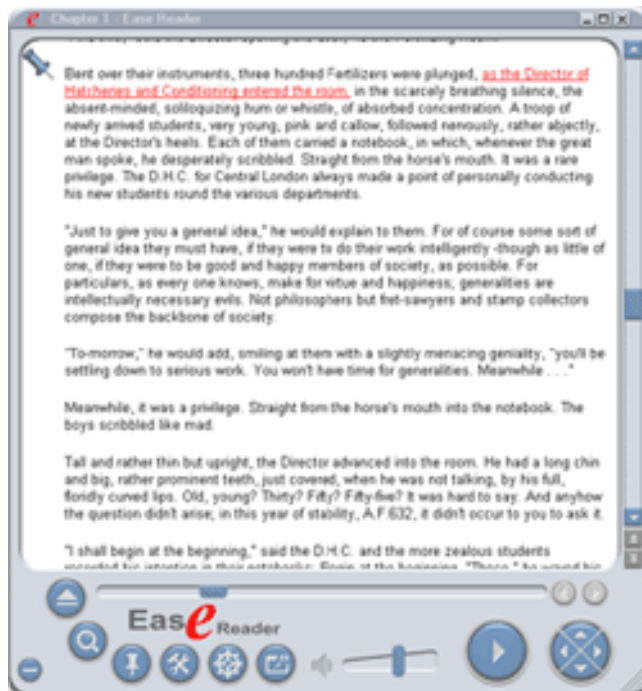 Chapter 1 - Ease Reader
Bent over their instruments, three hundred Fertilizers were plunged, as the Director of
Hatcheries and Conditioning entered the room, in the scarcely breathing silence, the
absent-minded, soliloquizing hum or whistle, of absorbed concentration. A troop of
newly arrived students, very young, pink and callow, followed nervously, rather abjectly,
at the Director's heels. Each of them carried a notebook, in which, whenever the great
man spoke, he desperately scribbled. Straight from the horse's mouth. It was a rare
privilege. The D.H.C. for Central London always made a point of personally conducting
his new students round the various departments.
"Just to give you a general idea," he would explain to them. For of course some sort of
general idea they must have, if they were to do their work intelligently -though as little of
one, if they were to be good and happy members of society, as possible. For
particulars, as every one knows, make for virtue and happiness; generalities are
intellectually necessary evils. Not philosophers but fret-sawyers and stamp collectors
compose the backbone of society.
"To-morrow," he would add, smiling at them with a slightly menacing geniality, "you'll be
settling down to serious work. You won't have time for generalities. Meanwhile . . ."
Meanwhile, it was a privilege. Straight from the horse's mouth into the notebook. The
boys scribbled like mad.
Tall and rather thin but upright, the Director advanced into the room. He had a long chin
and big, rather prominent teeth, just covered, when he was not talking, by his full,
floridly curved lips. Old, young? Thirty? Fifty? Fifty-five? It was hard to say. And anyhow
the question didn't arise; in this year of stability, A.F.632, it didn't occur to you to ask it.
"I shall begin at the beginning," said the D.H.C. and the more zealous students
Ease Reader